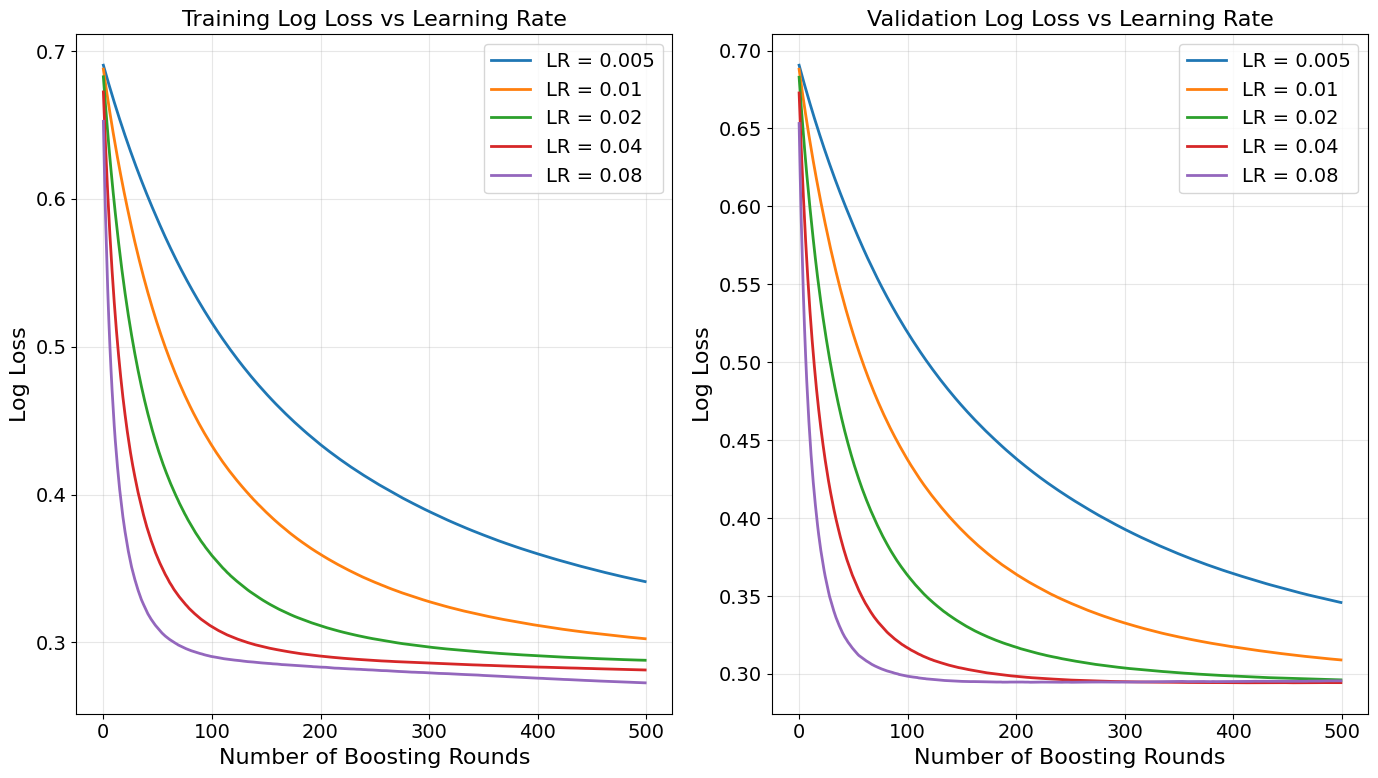 Training Log Loss vs Learning Rate
0.7
0.6
0.5
0.4
0.3
Log Loss
LR = 0.005
LR = 0.01
LR = 0.02
LR = 0.04
LR = 0.08
0 100 200 300 400 500
Number of Boosting Rounds
Validation Log Loss vs Learning Rate
0.70
0.65
0.60
0.55
0.50
0.45
0.40
0.35
0.30
Log Loss
LR = 0.005
LR = 0.01
LR = 0.02
LR = 0.04
LR = 0.08
0 100 200 300 400 500
Number of Boosting Rounds